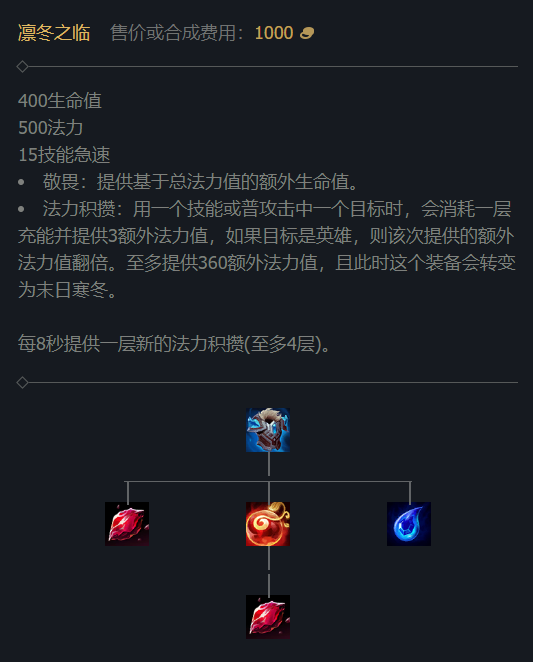 凛冬之临 售价或合成费用：1000
400生命值
500法力
15技能急速
• 敬畏：提供基于总法力值的额外生命值。
• 法力积攒：用一个技能或普攻击中一个目标时，会消耗一层
充能并提供3额外法力值，如果目标是英雄，则该次提供的额外
法力值翻倍。至多提供360额外法力值，且此时这个装备会转变
为末日寒冬。
每8秒提供一层新的法力积攒(至多4层)。